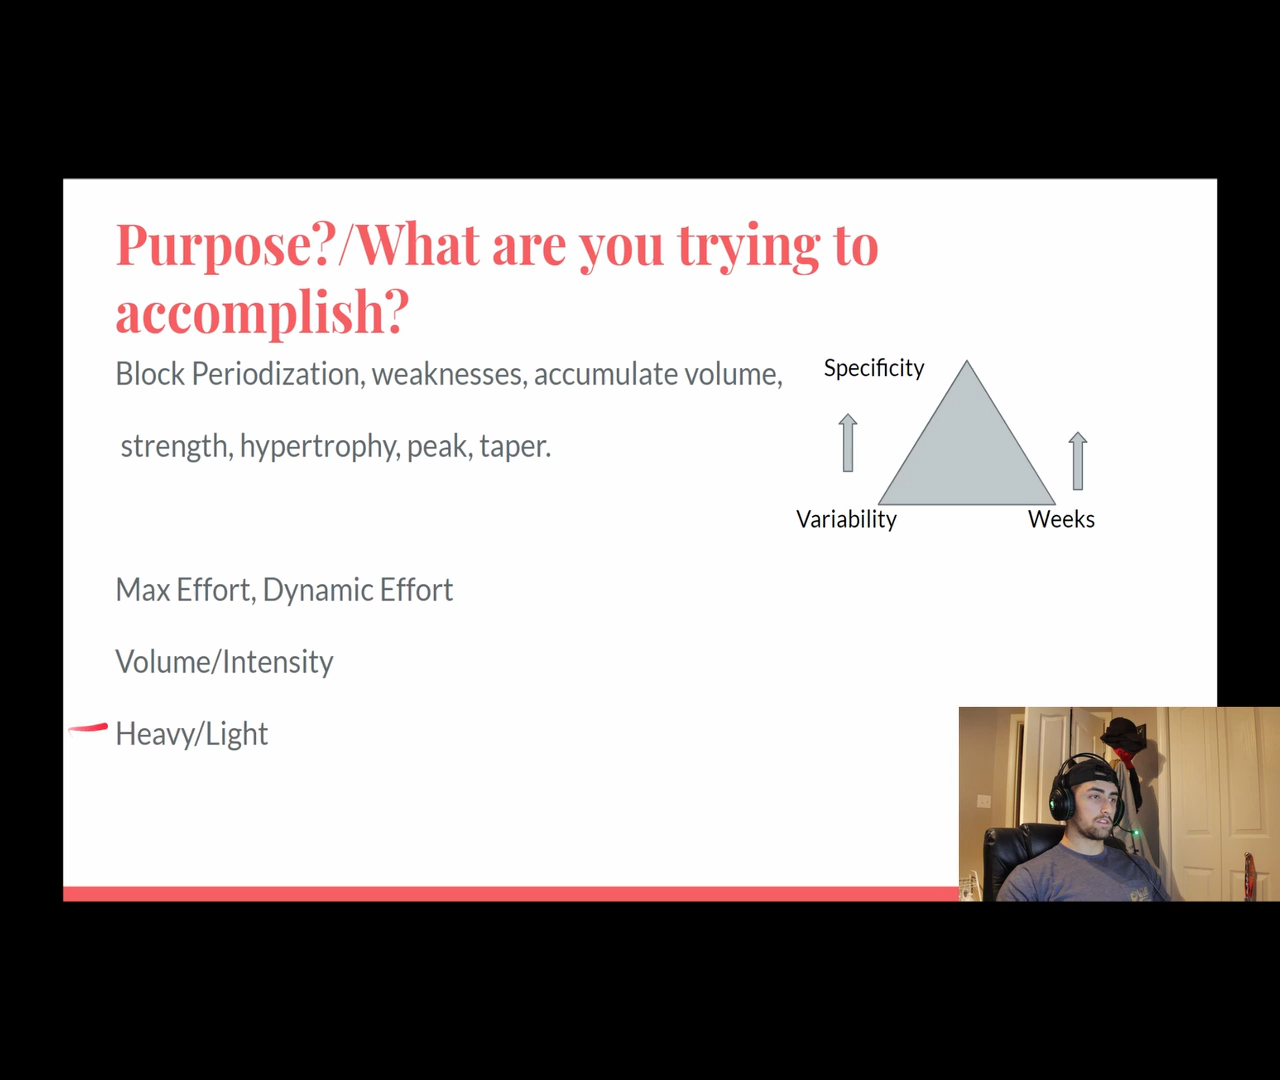 Purpose?/What are you trying to
accomplish?
Block Periodization, weaknesses, accumulate volume,
strength, hypertrophy, peak, taper.
Specificity
Variability
Weeks
Max Effort, Dynamic Effort
Volume/Intensity
Heavy/Light